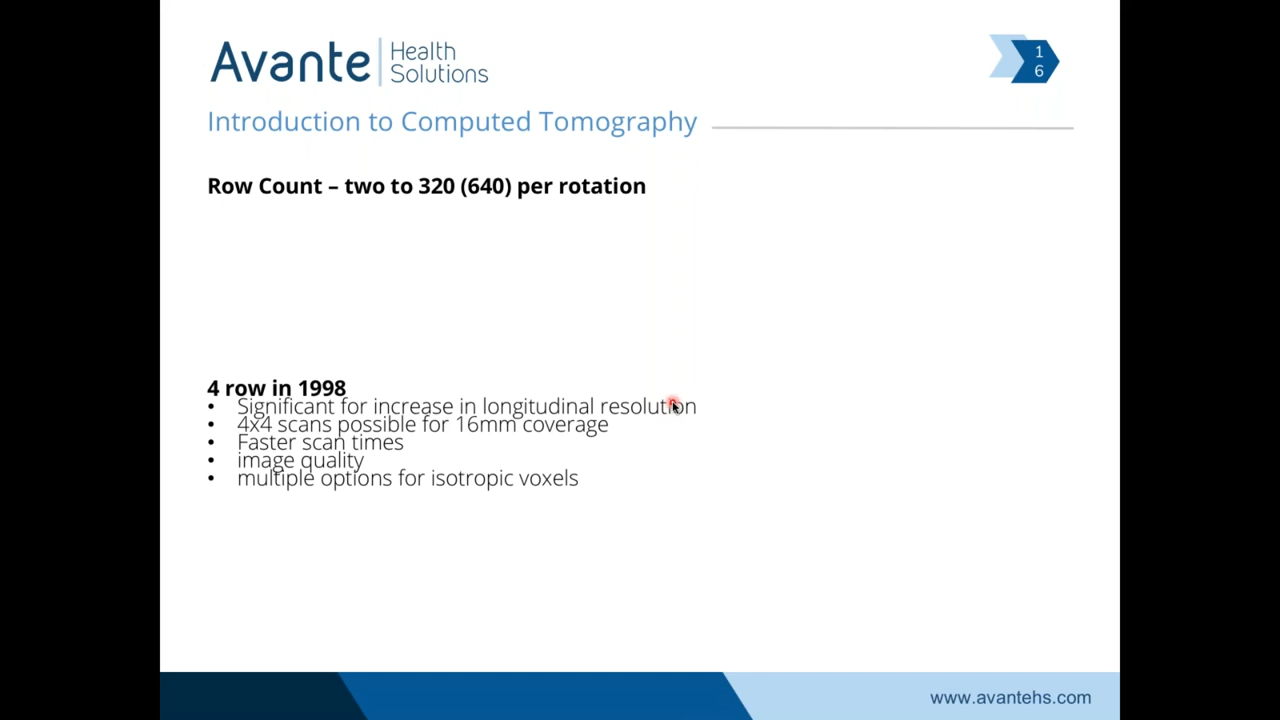 Avante Health Solutions
1
6
Introduction to Computed Tomography
Row Count – two to 320 (640) per rotation
4 row in 1998
• Significant for increase in longitudinal resolution
• 4x4 scans possible for 16mm coverage
• Faster scan times
• image quality
• multiple options for isotropic voxels
www.avantehs.com